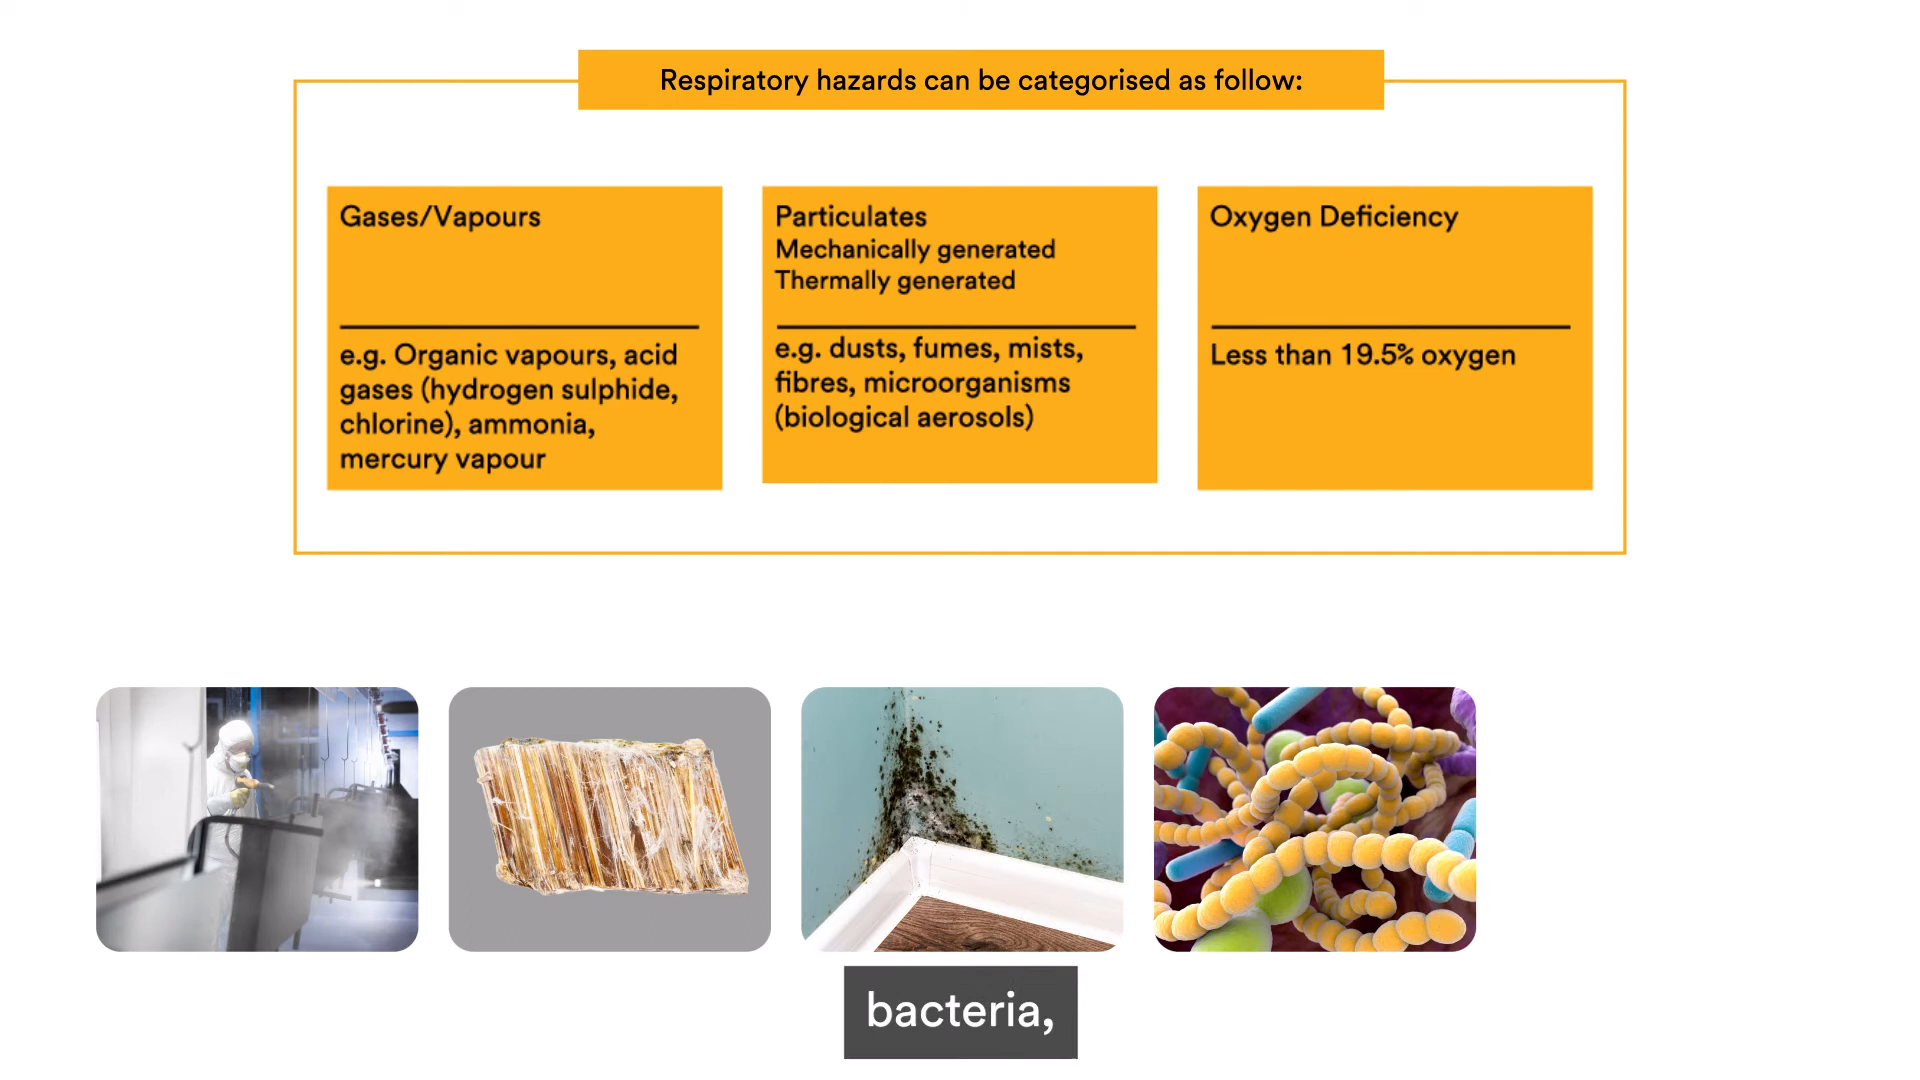 Respiratory hazards can be categorised as follow:
Gases/Vapours
e.g. Organic vapours, acid
gases (hydrogen sulphide,
chlorine), ammonia,
mercury vapour
Particulates
Mechanically generated
Thermally generated
e.g. dusts, fumes, mists,
fibres, microorganisms
(biological aerosols)
Oxygen Deficiency
Less than 19.5% oxygen
bacteria,